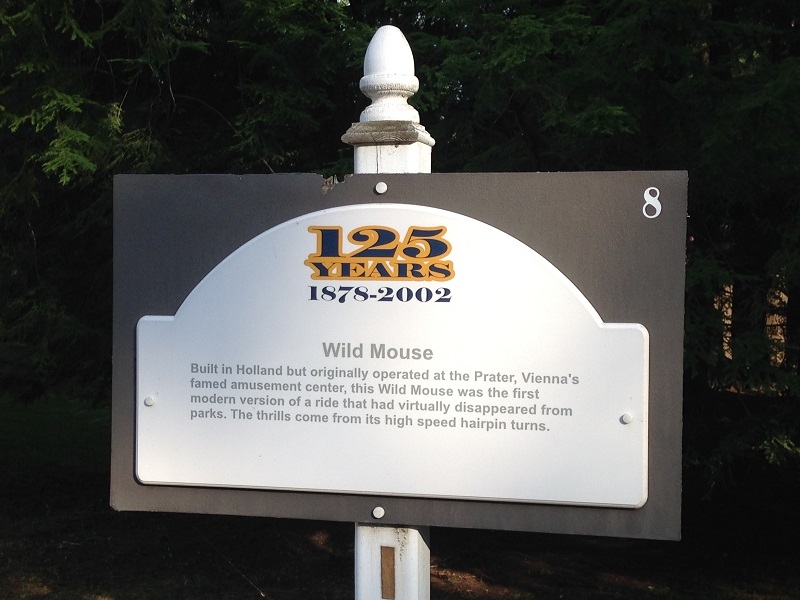 8
125
YEARS
1878-2002
Wild Mouse
Built in Holland but originally operated at the Prater, Vienna's
famed amusement center, this Wild Mouse was the first
modern version of a ride that had virtually disappeared from
parks. The thrills come from its high speed hairpin turns.